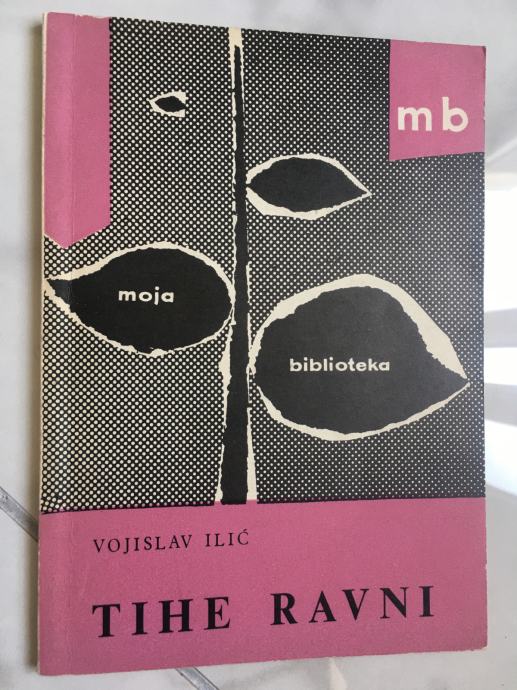 mb
moja
biblioteka
VOJISLAV ILIĆ
TIHE RAVNI